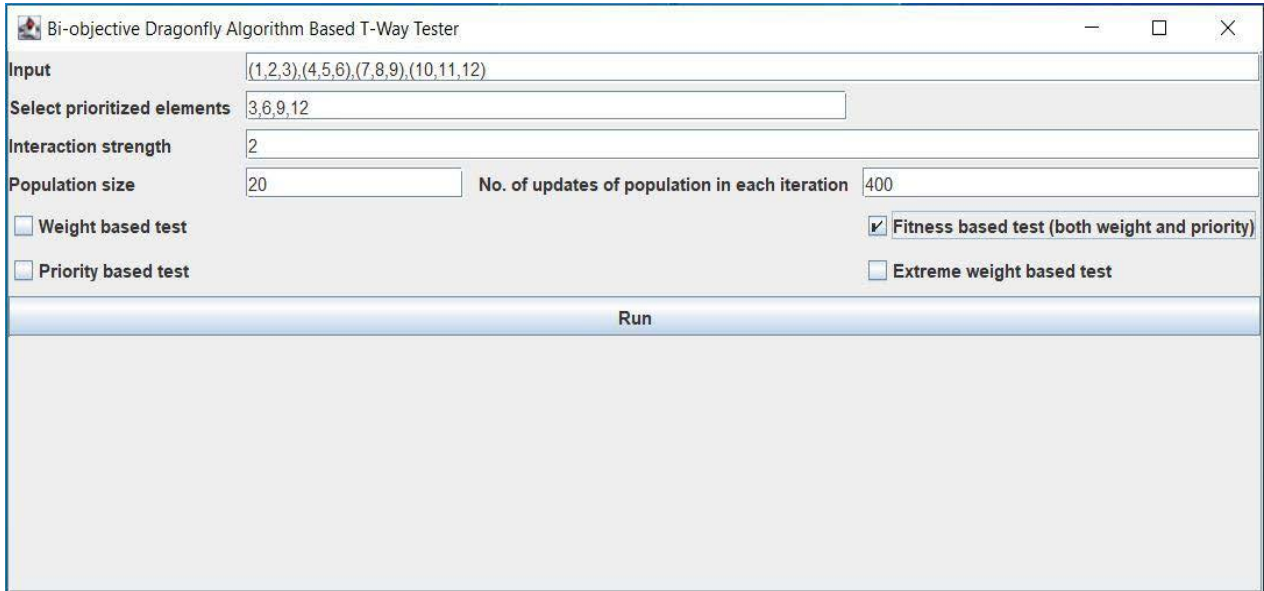 Bi-objective Dragonfly Algorithm Based T-Way Tester
Input (1,2,3),(4,5,6),(7,8,9),(10,11,12)
Select prioritized elements 3,6,9,12
Interaction strength 2
Population size 20 No. of updates of population in each iteration 400
Weight based test Fitness based test (both weight and priority)
Priority based test Extreme weight based test
Run